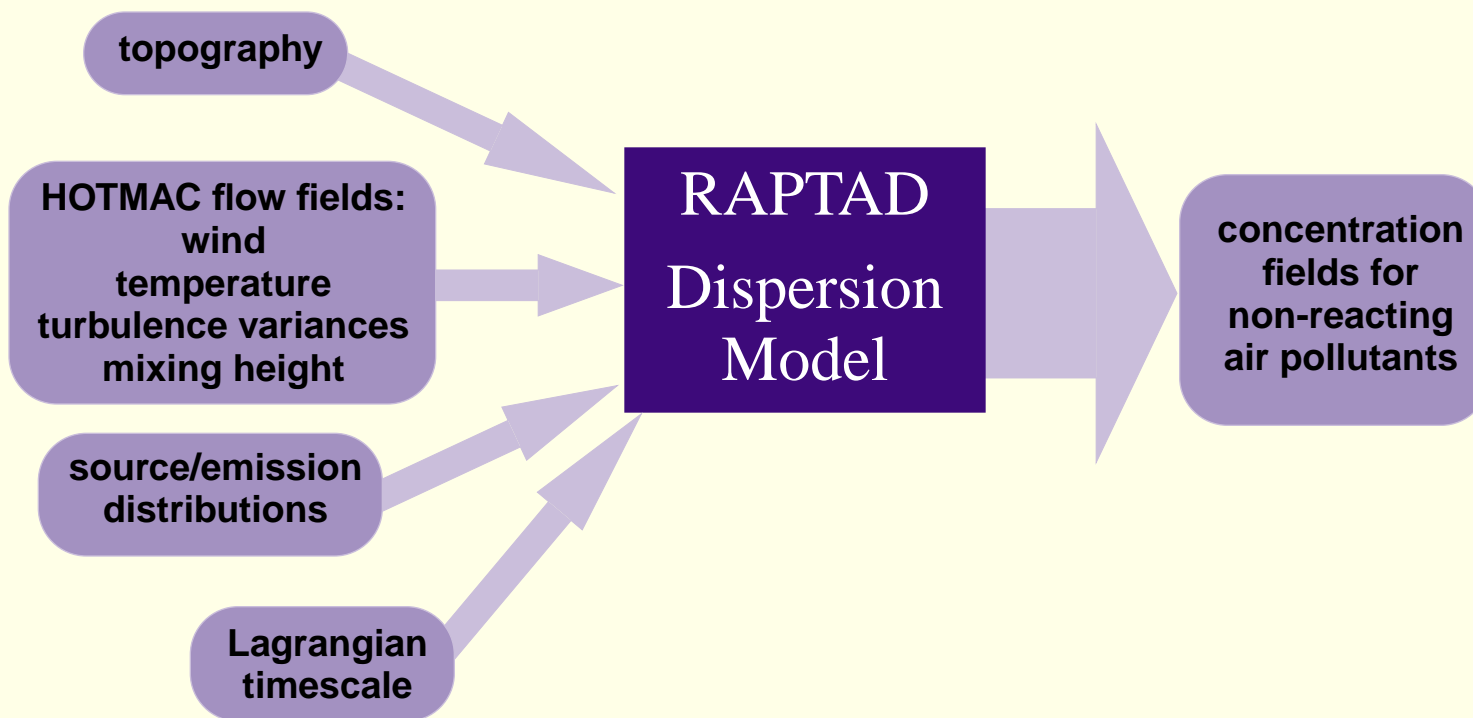 topography
HOTMAC flow fields:
wind
temperature
turbulence variances
mixing height
source/emission
distributions
Lagrangian
timescale
RAPTAD
Dispersion
Model
concentration
fields for
non-reacting
air pollutants